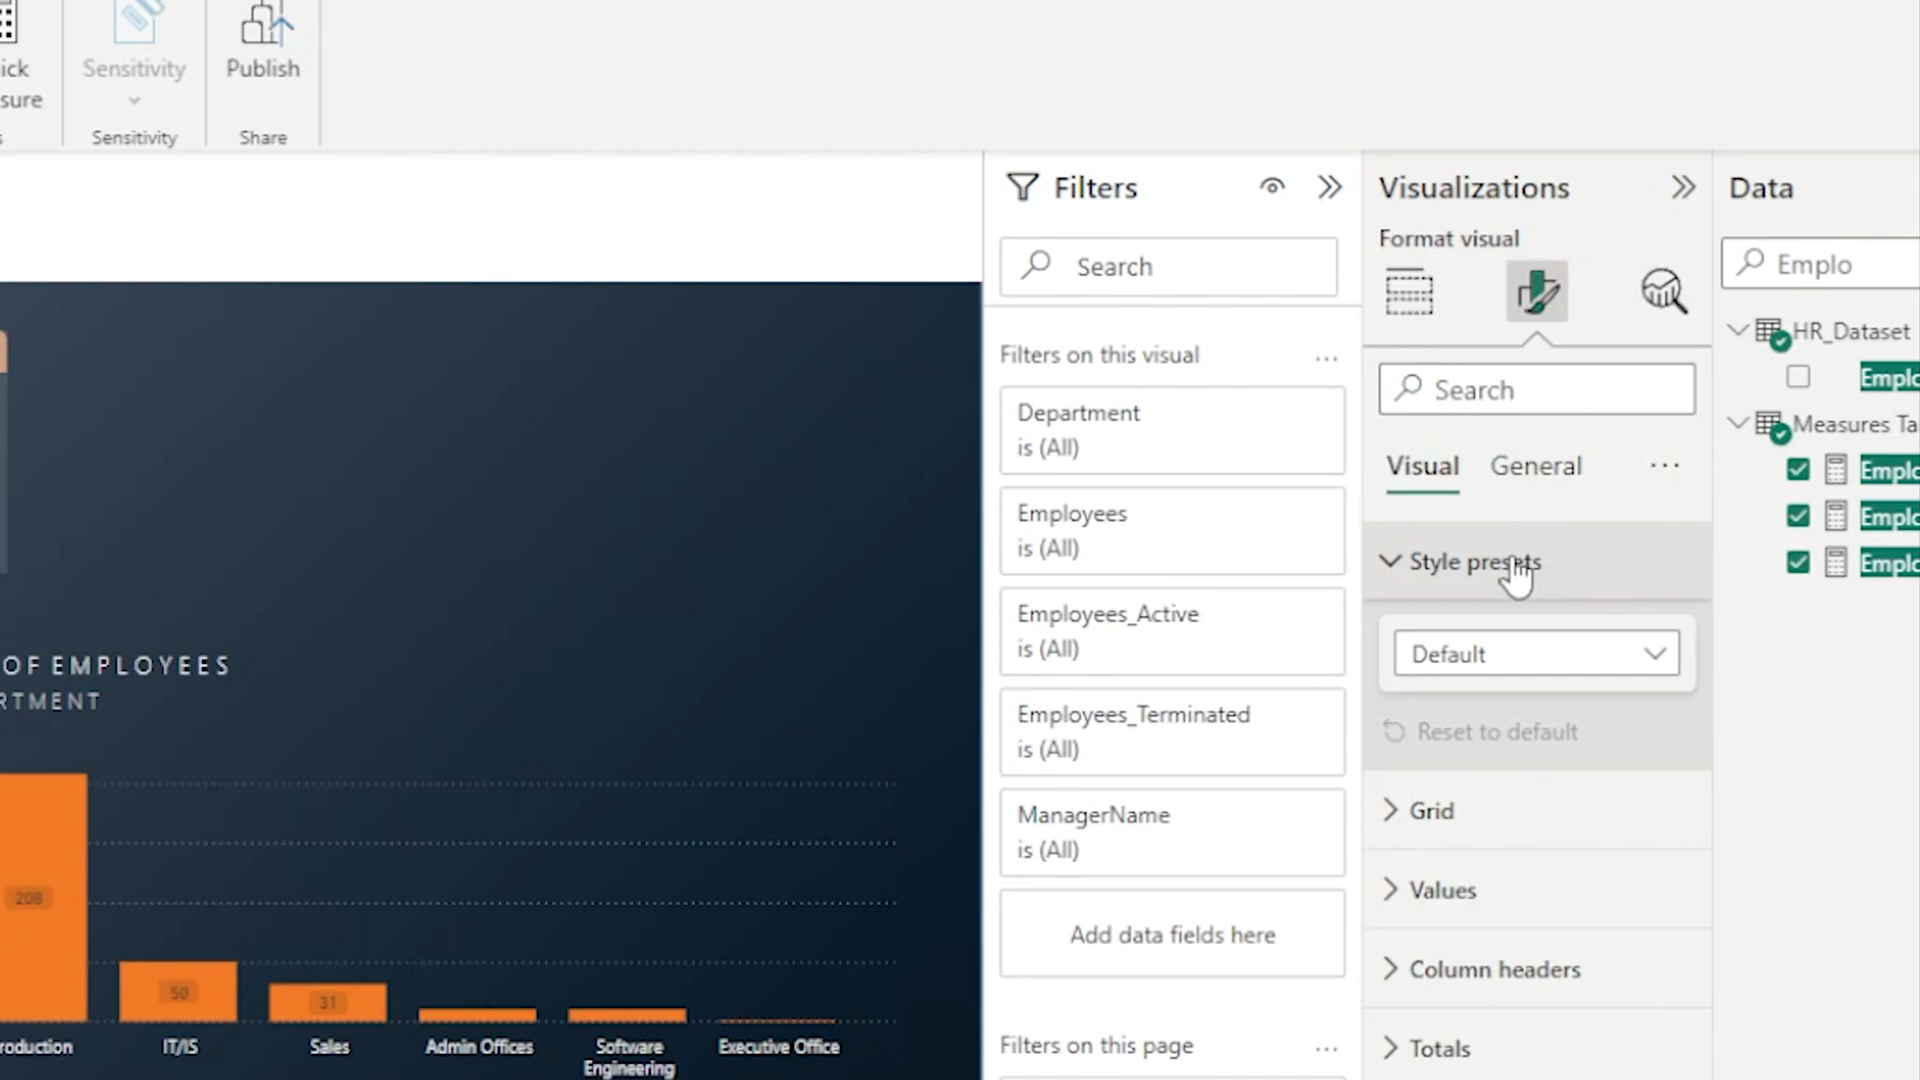 ick
sure
Sensitivity
Sensitivity
Publish
Share
OF EMPLOYEES
RTMENT
208
50
31
roduction
IT/IS
Sales
Admin Offices
Software
Engineering
Executive Office
Filters
Search
Filters on this visual
...
Department
is (All)
Employees
is (All)
Employees_Active
is (All)
Employees_Terminated
is (All)
ManagerName
is (All)
Add data fields here
Filters on this page
...
Visualizations
Format visual
Search
Visual General ...
Style presets
Default
Reset to default
Grid
Values
Column headers
Totals
Data
Emplo
HR_Dataset
Emplo
Measures Ta
Emplo
Emplo
Emplo